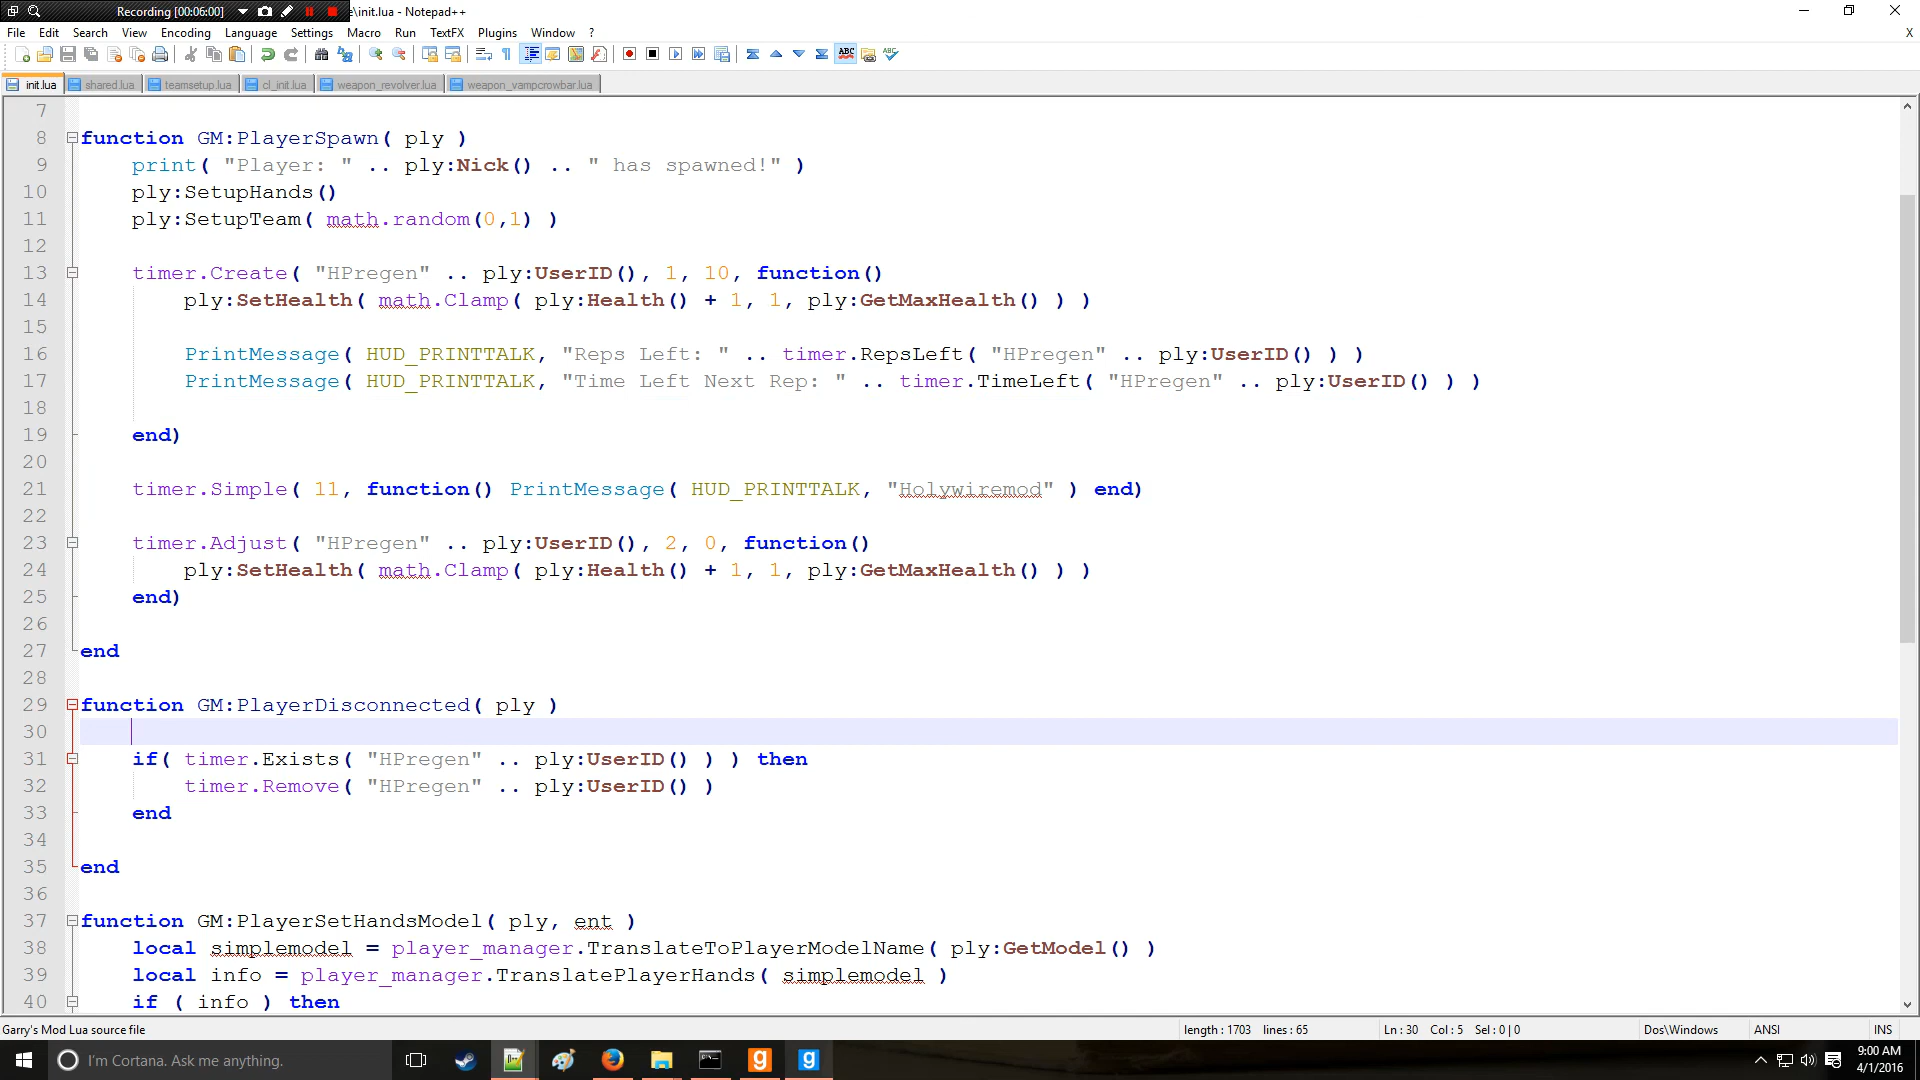 Recording [00:06:00] e\init.lua - Notepad++
File Edit Search View Encoding Language Settings Macro Run TextFX Plugins Window ? X
init.lua shared.lua teamsetup.lua cl_init.lua weapon_revolver.lua weapon_vampcrowbar.lua
7
8 function GM:PlayerSpawn( ply )
9 print( "Player: " .. ply:Nick() .. " has spawned!" )
10 ply:SetupHands()
11 ply:SetupTeam( math.random(0,1) )
12
13 timer.Create( "HPregen" .. ply:UserID(), 1, 10, function()
14 ply:SetHealth( math.Clamp( ply:Health() + 1, 1, ply:GetMaxHealth() ) )
15
16 PrintMessage( HUD_PRINTTALK, "Reps Left: " .. timer.RepsLeft( "HPregen" .. ply:UserID() ) )
17 PrintMessage( HUD_PRINTTALK, "Time Left Next Rep: " .. timer.TimeLeft( "HPregen" .. ply:UserID() ) )
18
19 end)
20
21 timer.Simple( 11, function() PrintMessage( HUD_PRINTTALK, "Holywiremod" ) end)
22
23 timer.Adjust( "HPregen" .. ply:UserID(), 2, 0, function()
24 ply:SetHealth( math.Clamp( ply:Health() + 1, 1, ply:GetMaxHealth() ) )
25 end)
26
27 end
28
29 function GM:PlayerDisconnected( ply )
30
31 if( timer.Exists( "HPregen" .. ply:UserID() ) ) then
32 timer.Remove( "HPregen" .. ply:UserID() )
33 end
34
35 end
36
37 function GM:PlayerSetHandsModel( ply, ent )
38 local simplemodel = player_manager.TranslateToPlayerModelName( ply:GetModel() )
39 local info = player_manager.TranslatePlayerHands( simplemodel )
40 if ( info ) then
Garry's Mod Lua source file length : 1703 lines : 65 Ln : 30 Col : 5 Sel : 0 | 0 Dos\Windows ANSI INS
I'm Cortana. Ask me anything. 9:00 AM
4/1/2016